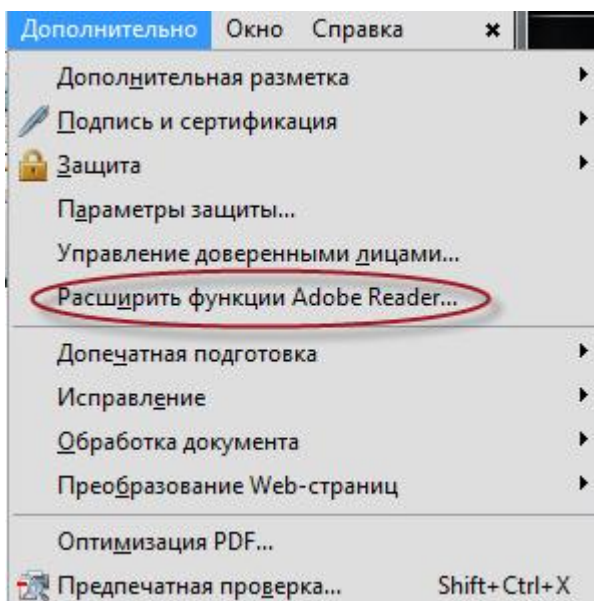 Дополнительно Окно Справка
Дополнительная разметка
Подпись и сертификация
Защита
Параметры защиты...
Управление доверенными лицами...
Расширить функции Adobe Reader...
Допечатная подготовка
Исправление
Обработка документа
Преобразование Web-страниц
Оптимизация PDF...
Предпечатная проверка... Shift+Ctrl+X